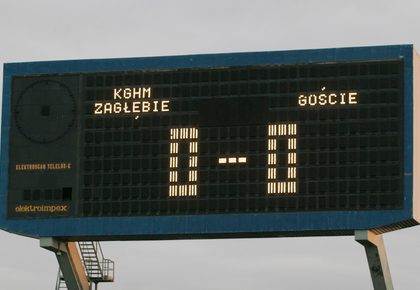 KGHM
ZAGŁĘBIE
GOŚCIE
0-0
elektroimpex